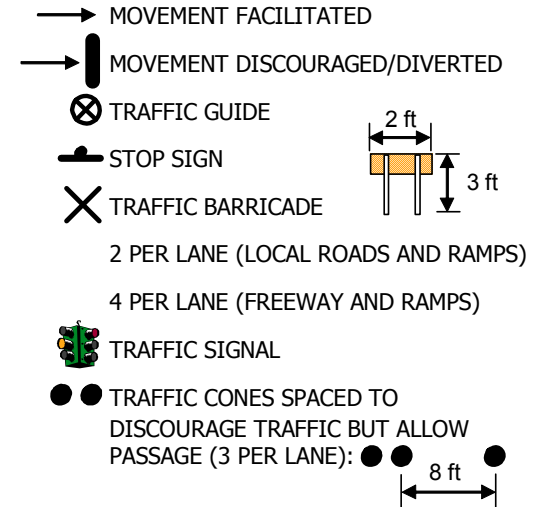 MOVEMENT FACILITATED
MOVEMENT DISCOURAGED/DIVERTED
TRAFFIC GUIDE
2 ft
STOP SIGN
3 ft
TRAFFIC BARRICADE
2 PER LANE (LOCAL ROADS AND RAMPS)
4 PER LANE (FREEWAY AND RAMPS)
TRAFFIC SIGNAL
TRAFFIC CONES SPACED TO
DISCOURAGE TRAFFIC BUT ALLOW
PASSAGE (3 PER LANE):
8 ft